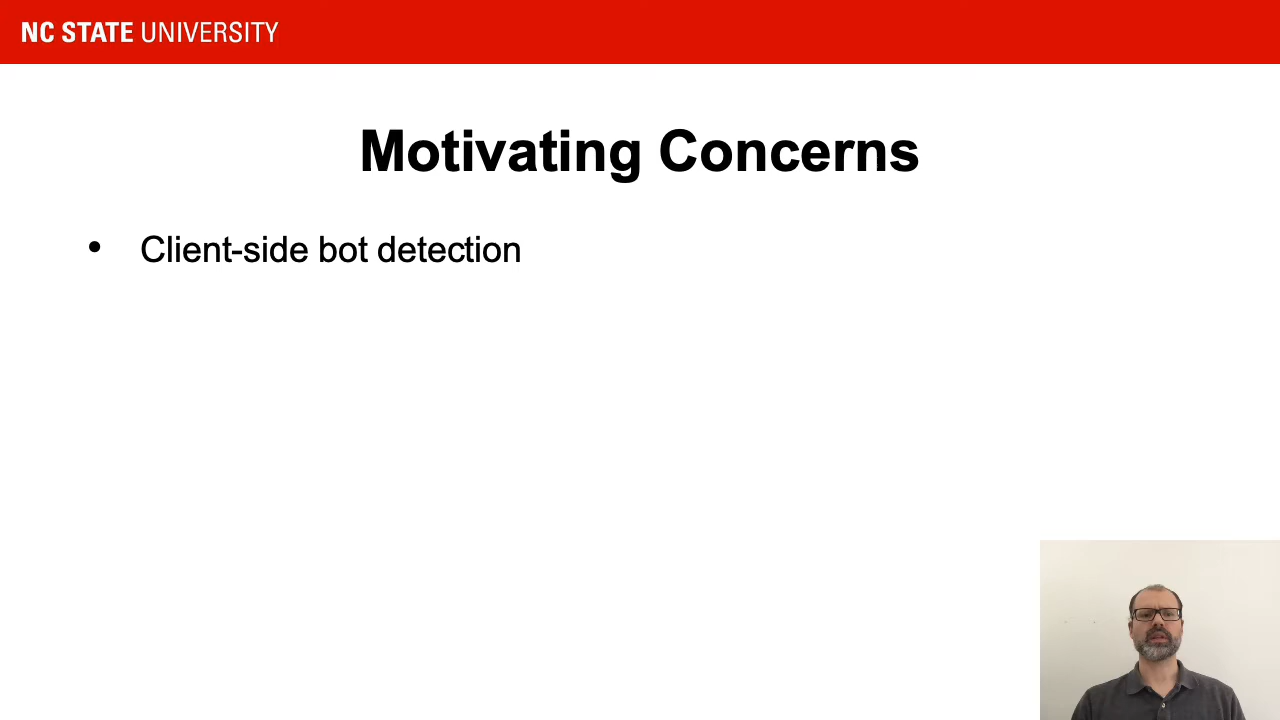 NC STATE UNIVERSITY
Motivating Concerns
• Client-side bot detection